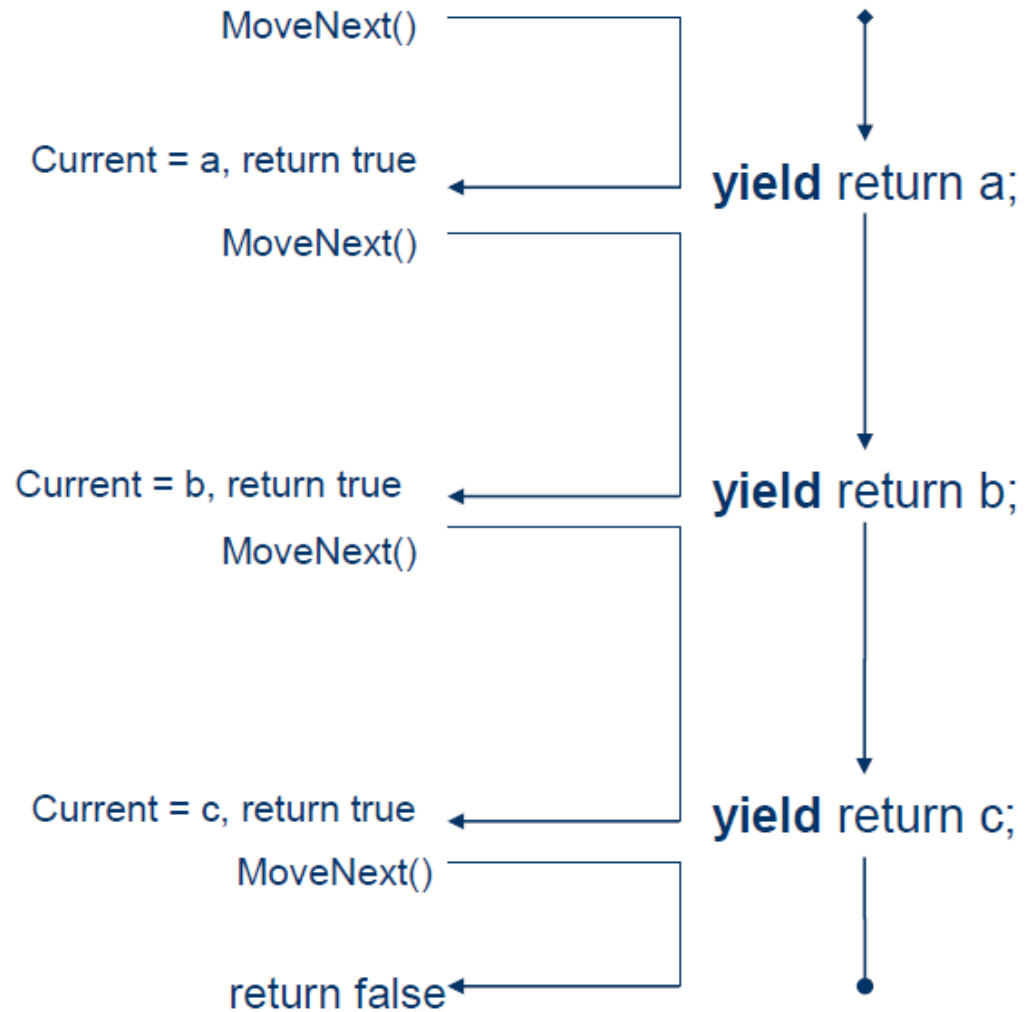 MoveNext()
Current = a, return true
yield return a;
MoveNext()
Current = b, return true
yield return b;
MoveNext()
Current = c, return true
yield return c;
MoveNext()
return false